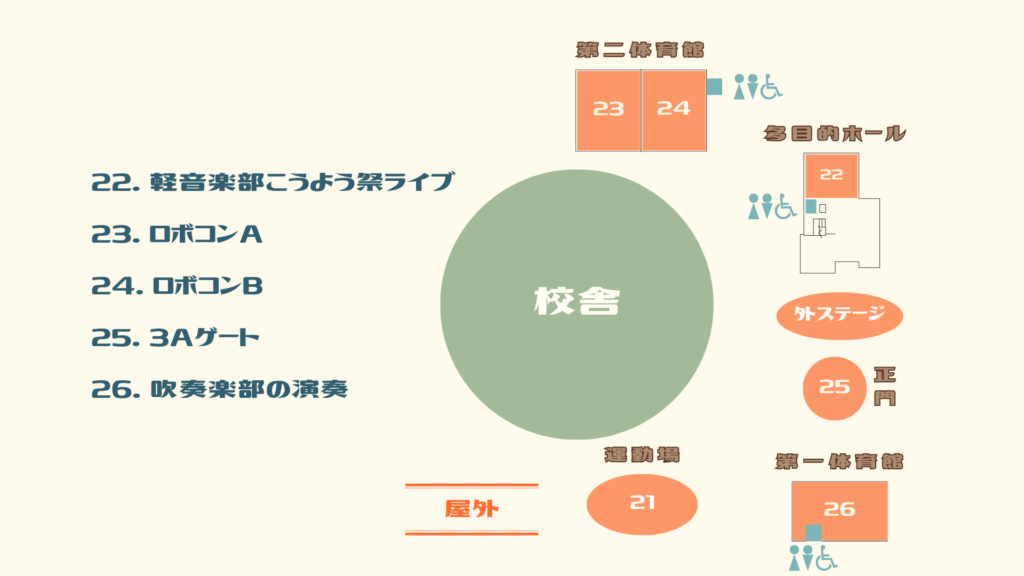 第二体育館
23
24
多目的ホール
22
22. 軽音楽部こうよう祭ライブ
23. ロボコンA
24. ロボコンB
25. 3Aゲート
26. 吹奏楽部の演奏
校舎
外ステージ
25
正門
運動場
21
屋外
第一体育館
26